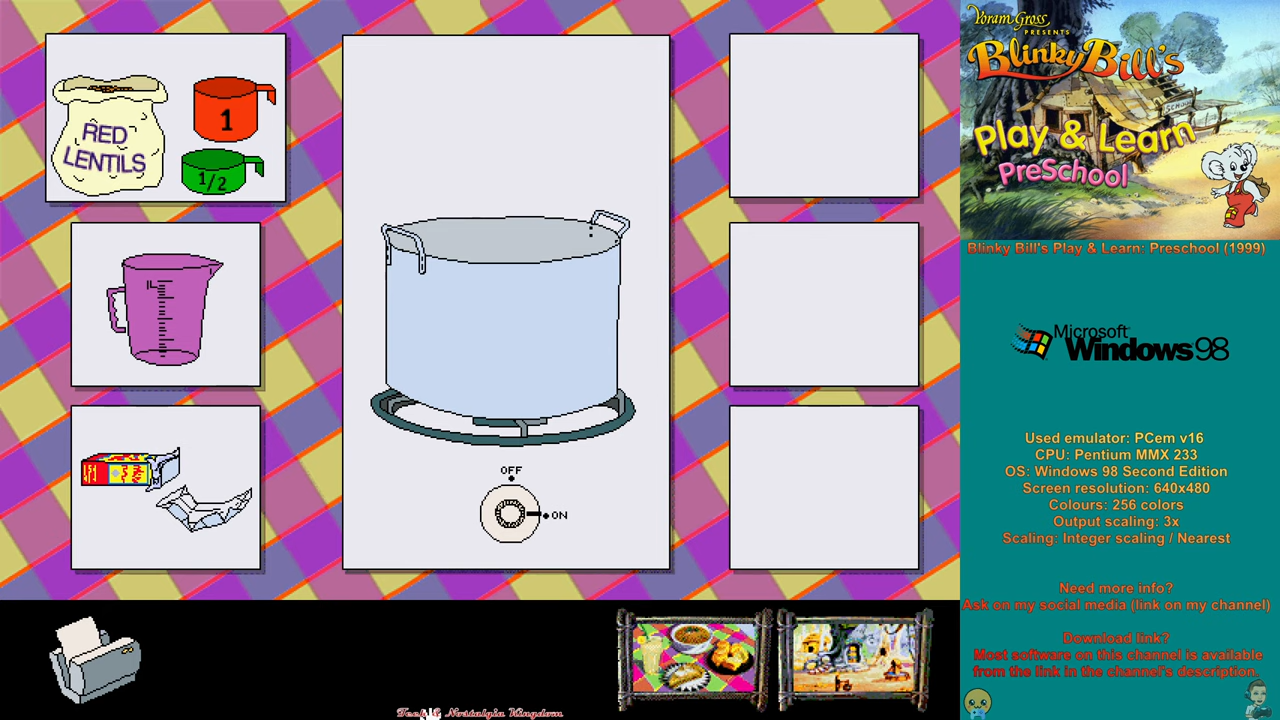 RED
LENTILS
1
1/2
1L
OFF
ON
Yoram Gross
PRESENTS
Blinky Bill's
SCHOOL
Play & Learn
PreSchool
Blinky Bill's Play & Learn: Preschool (1999)
Microsoft
Windows 98
Used emulator: PCem v16
CPU: Pentium MMX 233
OS: Windows 98 Second Edition
Screen resolution: 640x480
Colours: 256 colors
Output scaling: 3x
Scaling: Integer scaling / Nearest
Need more info?
Ask on my social media (link on my channel)
Download link?
Most software on this channel is available
from the link in the channel's description.
Tech & Nostalgia Kingdom